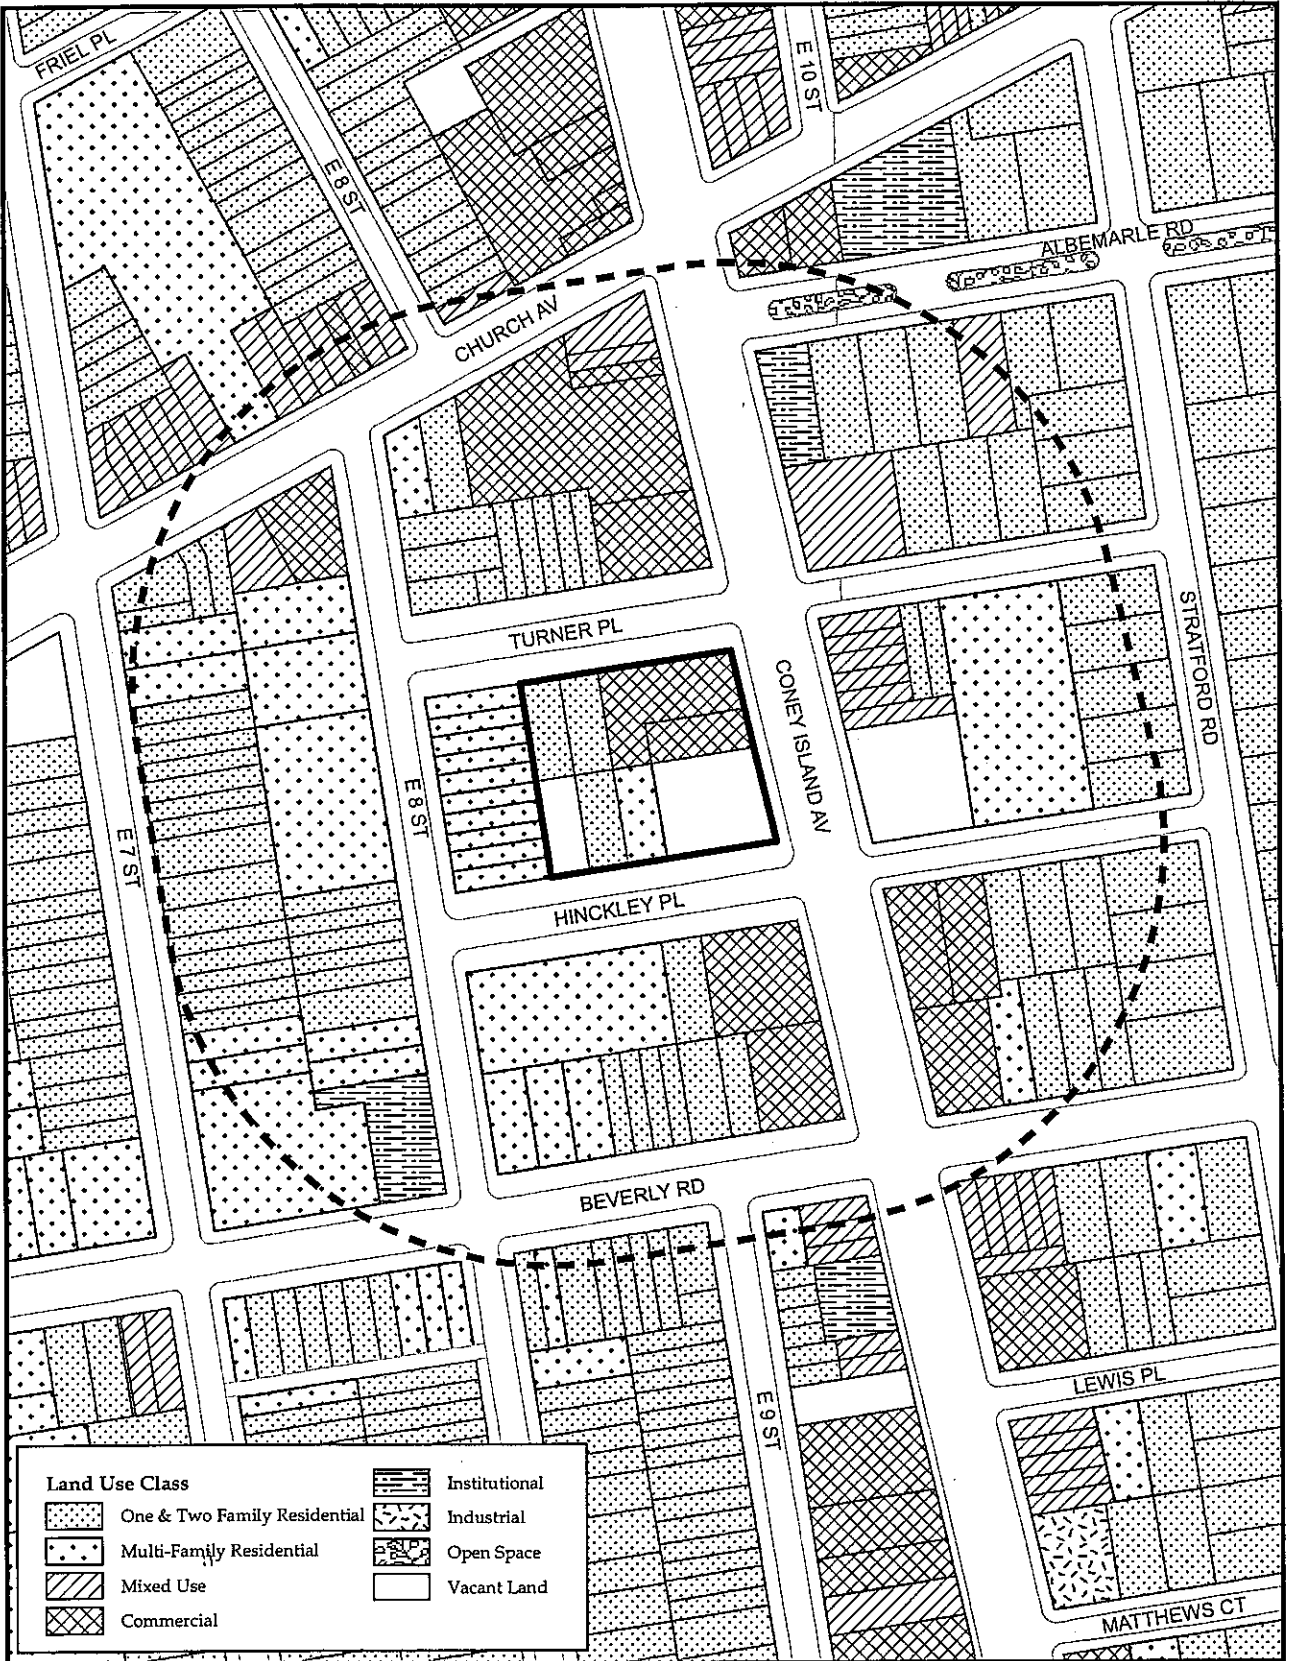 FRIEL PL
E 10 ST
E 8 ST
ALBEMARLE RD
CHURCH AV
TURNER PL
STRATFORD RD
CONEY ISLAND AV
E 8 ST
E 7 ST
HINCKLEY PL
BEVERLY RD
LEWIS PL
E 9 ST
MATTHEWS CT
Land Use Class
One & Two Family Residential
Multi-Family Residential
Mixed Use
Commercial
Institutional
Industrial
Open Space
Vacant Land